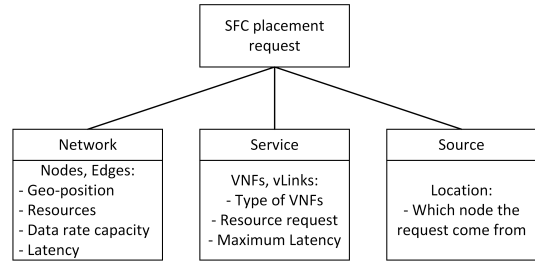 SFC placement
request
Network
Nodes, Edges:
- Geo-position
- Resources
- Data rate capacity
- Latency
Service
VNFs, vLinks:
- Type of VNFs
- Resource request
- Maximum Latency
Source
Location:
- Which node the
request come from